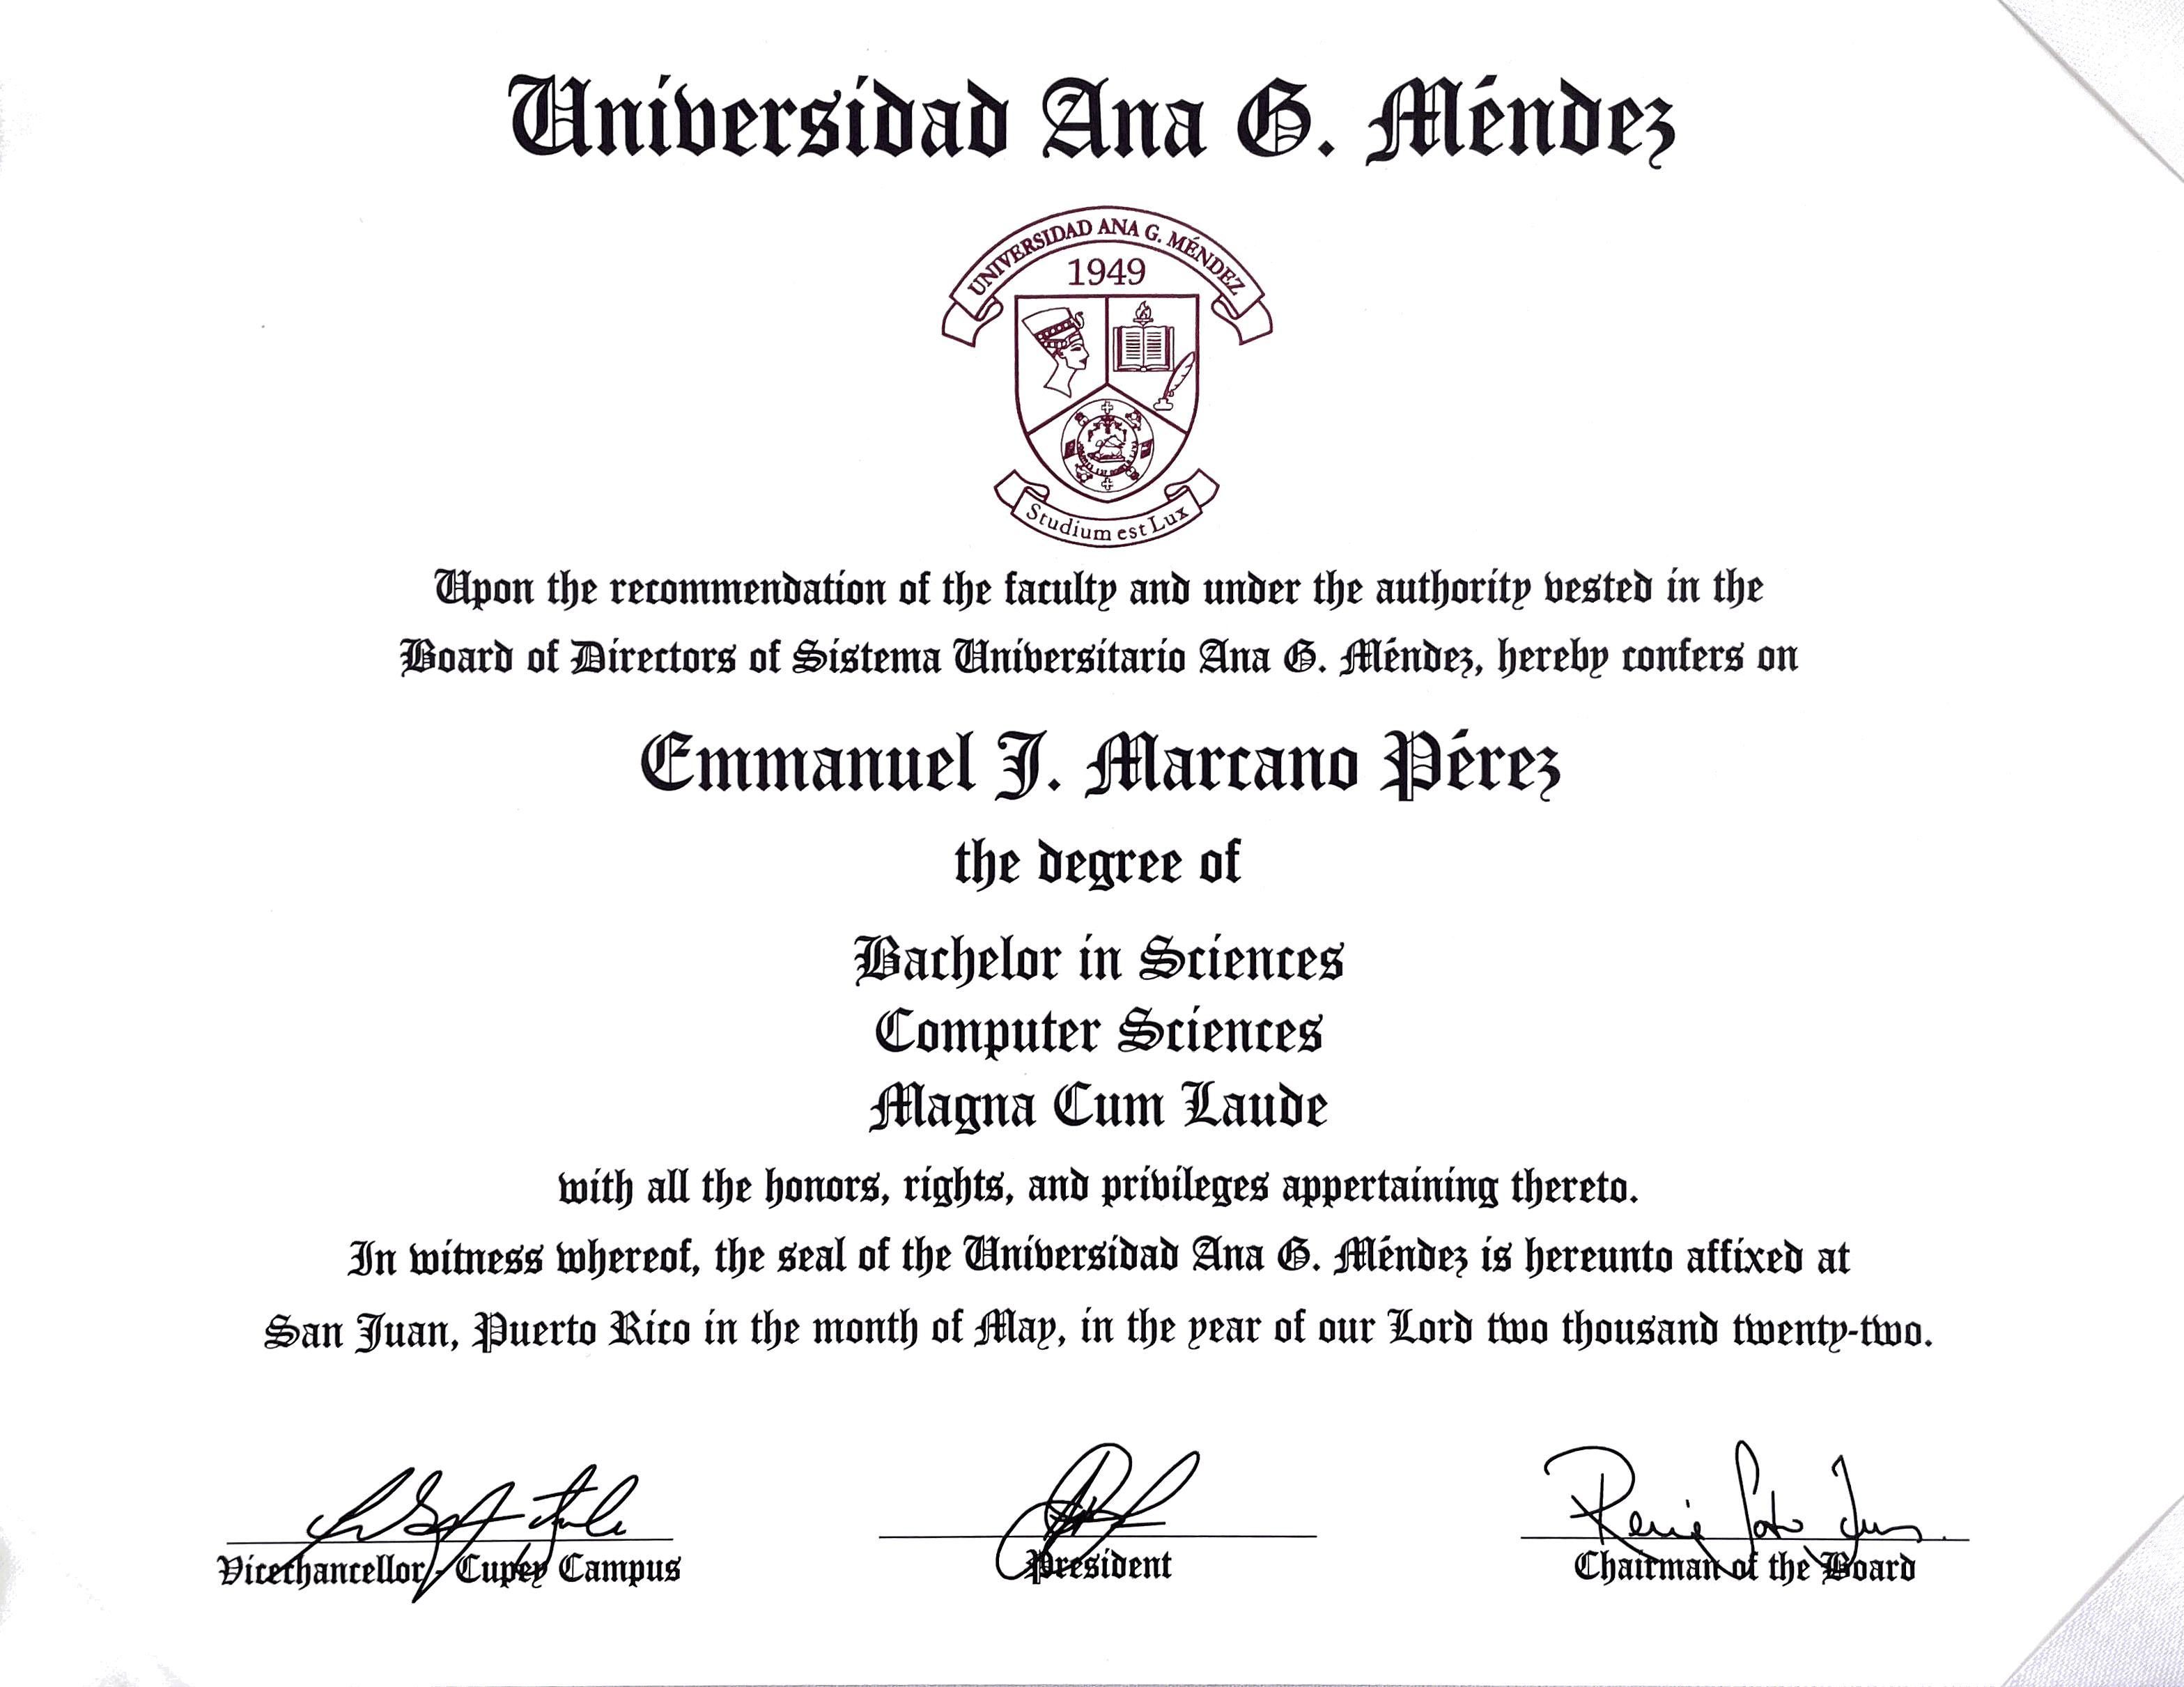 Universidad Ana G. Méndez
UNIVERSIDAD ANA G. MÉNDEZ
1949
Studium est Lux
Upon the recommendation of the faculty and under the authority vested in the
Board of Directors of Sistema Universitario Ana G. Méndez, hereby confers on
Emmanuel J. Marcano Pérez
the degree of
Bachelor in Sciences
Computer Sciences
Magna Cum Laude
with all the honors, rights, and privileges appertaining thereto.
In witness whereof, the seal of the Universidad Ana G. Méndez is hereunto affixed at
San Juan, Puerto Rico in the month of May, in the year of our Lord two thousand twenty-two.
Vicechancellor - Cupey Campus
President
Chairman of the Board